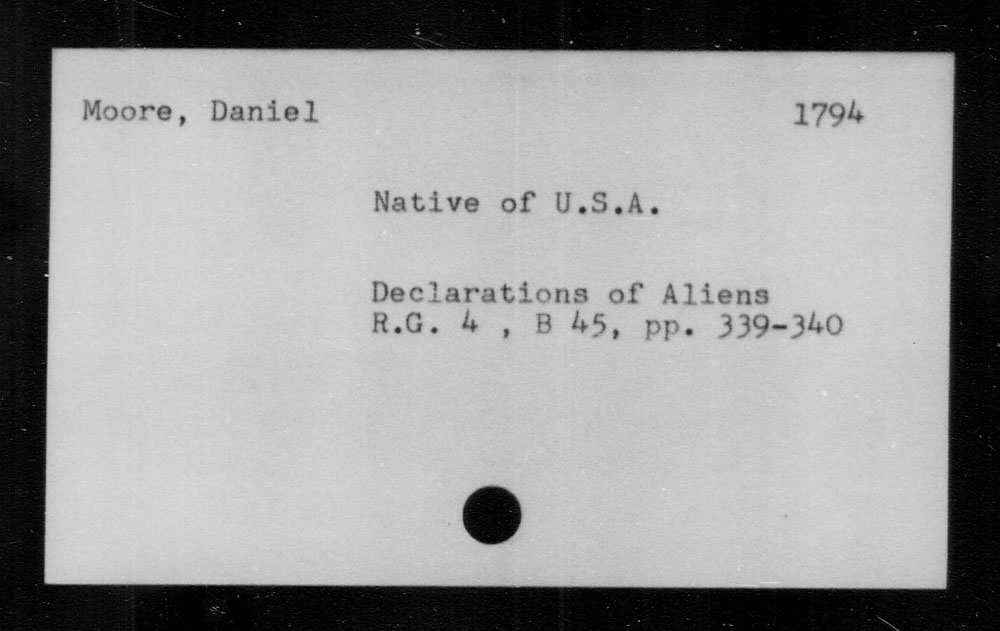 Moore, Daniel 1794
Native of U.S.A.
Declarations of Aliens
R.G. 4 , B 45, pp. 339-340